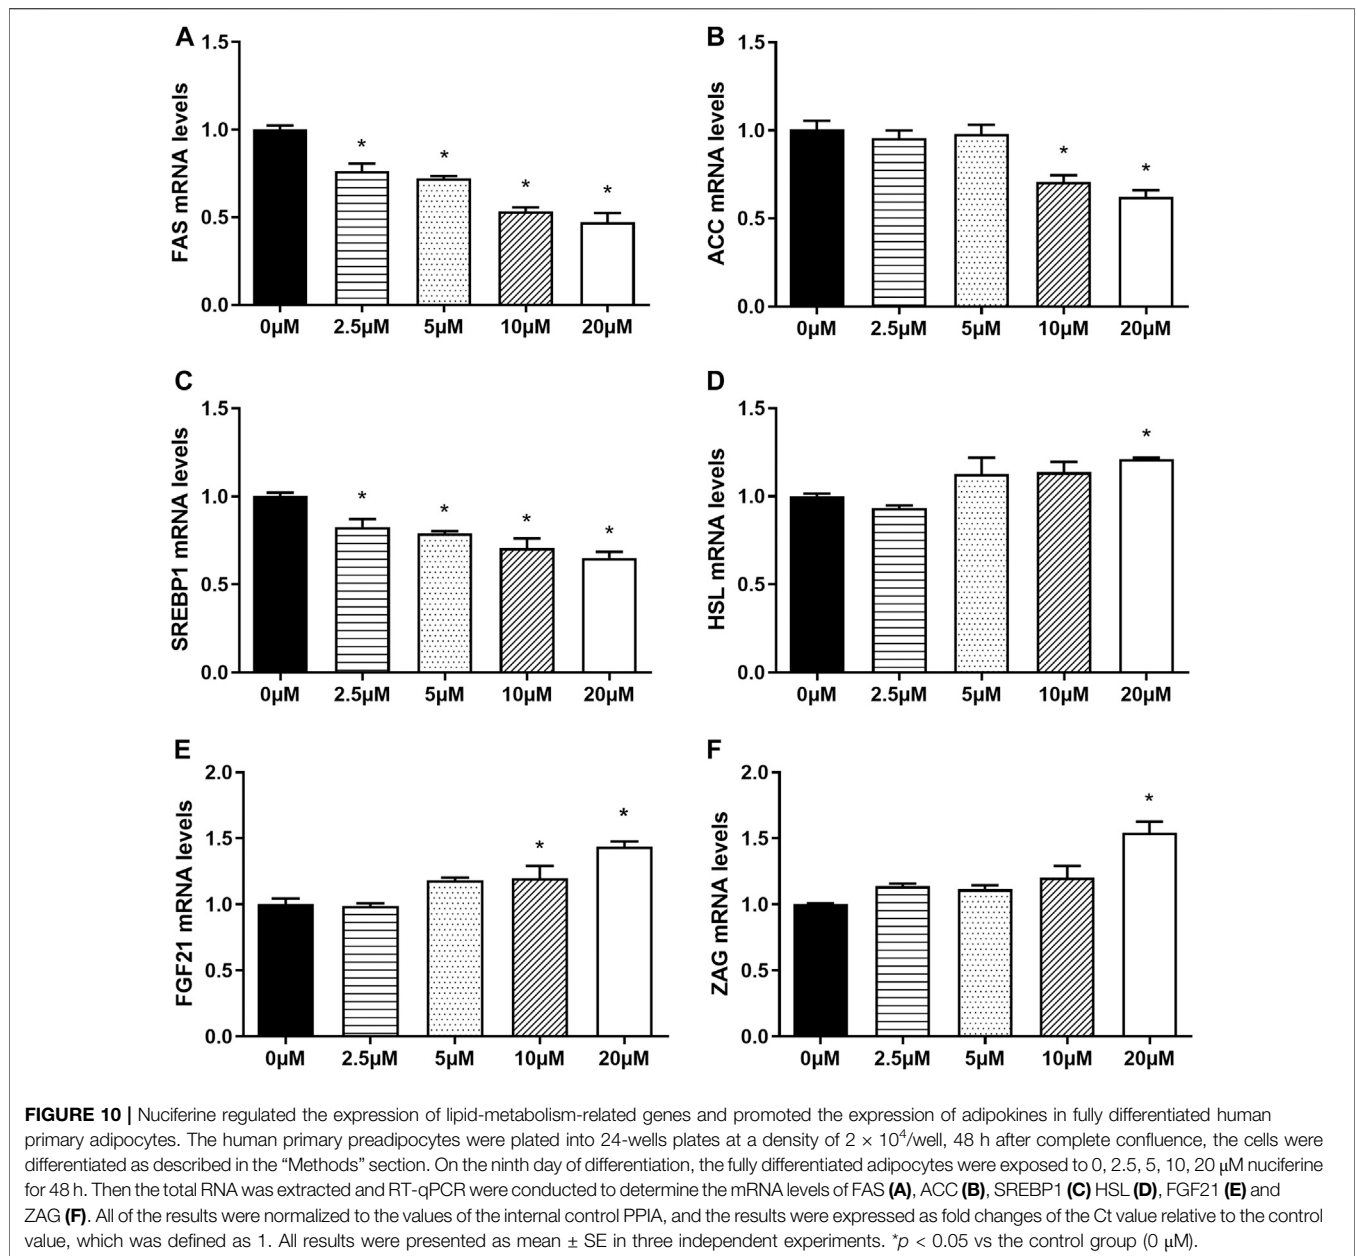 A
1.5
1.0
0.5
0.0
FAS mRNA levels
* * * *
0µM 2.5µM 5µM 10µM 20µM
B
1.5
1.0
0.5
0.0
ACC mRNA levels
* *
0µM 2.5µM 5µM 10µM 20µM
C
1.5
1.0
0.5
0.0
SREBP1 mRNA levels
* * * *
0µM 2.5µM 5µM 10µM 20µM
D
1.5
1.0
0.5
0.0
HSL mRNA levels
*
0µM 2.5µM 5µM 10µM 20µM
E
2.0
1.5
1.0
0.5
0.0
FGF21 mRNA levels
* *
0µM 2.5µM 5µM 10µM 20µM
F
2.0
1.5
1.0
0.5
0.0
ZAG mRNA levels
*
0µM 2.5µM 5µM 10µM 20µM
FIGURE 10 | Nuciferine regulated the expression of lipid-metabolism-related genes and promoted the expression of adipokines in fully differentiated human
primary adipocytes. The human primary preadipocytes were plated into 24-wells plates at a density of 2 × 10⁴/well, 48 h after complete confluence, the cells were
differentiated as described in the “Methods” section. On the ninth day of differentiation, the fully differentiated adipocytes were exposed to 0, 2.5, 5, 10, 20 μM nuciferine
for 48 h. Then the total RNA was extracted and RT-qPCR were conducted to determine the mRNA levels of FAS (A), ACC (B), SREBP1 (C) HSL (D), FGF21 (E) and
ZAG (F). All of the results were normalized to the values of the internal control PPIA, and the results were expressed as fold changes of the Ct value relative to the control
value, which was defined as 1. All results were presented as mean ± SE in three independent experiments. *p < 0.05 vs the control group (0 μM).